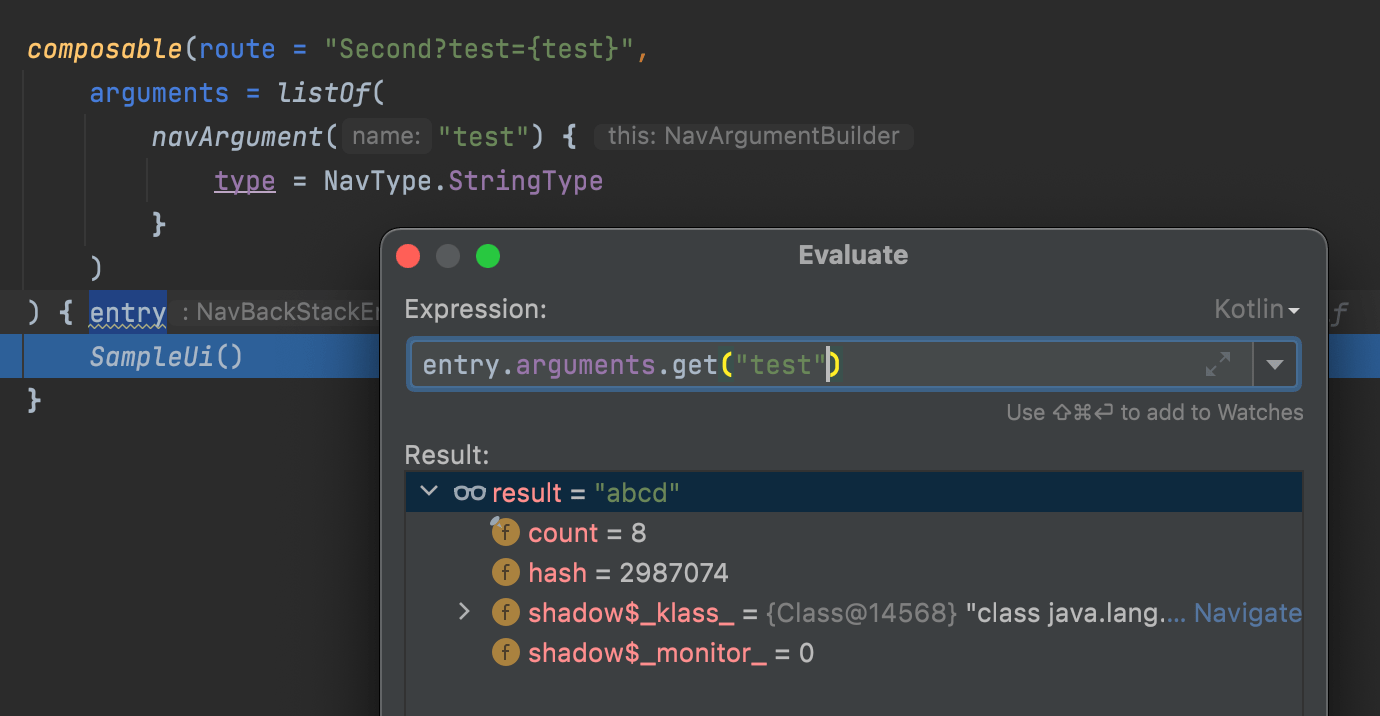 composable(route = "Second?test={test}",
arguments = listOf(
navArgument( name: "test") { this: NavArgumentBuilder
type = NavType.StringType
}
)
) { entry : NavBackStackEn
SampleUi()
}
Evaluate
Expression:
Kotlin
entry.arguments.get("test")
Use ⇧⌘⏎ to add to Watches
Result:
result = "abcd"
f count = 8
f hash = 2987074
f shadow$_klass_ = {Class@14568} "class java.lang.... Navigate
f shadow$_monitor_ = 0